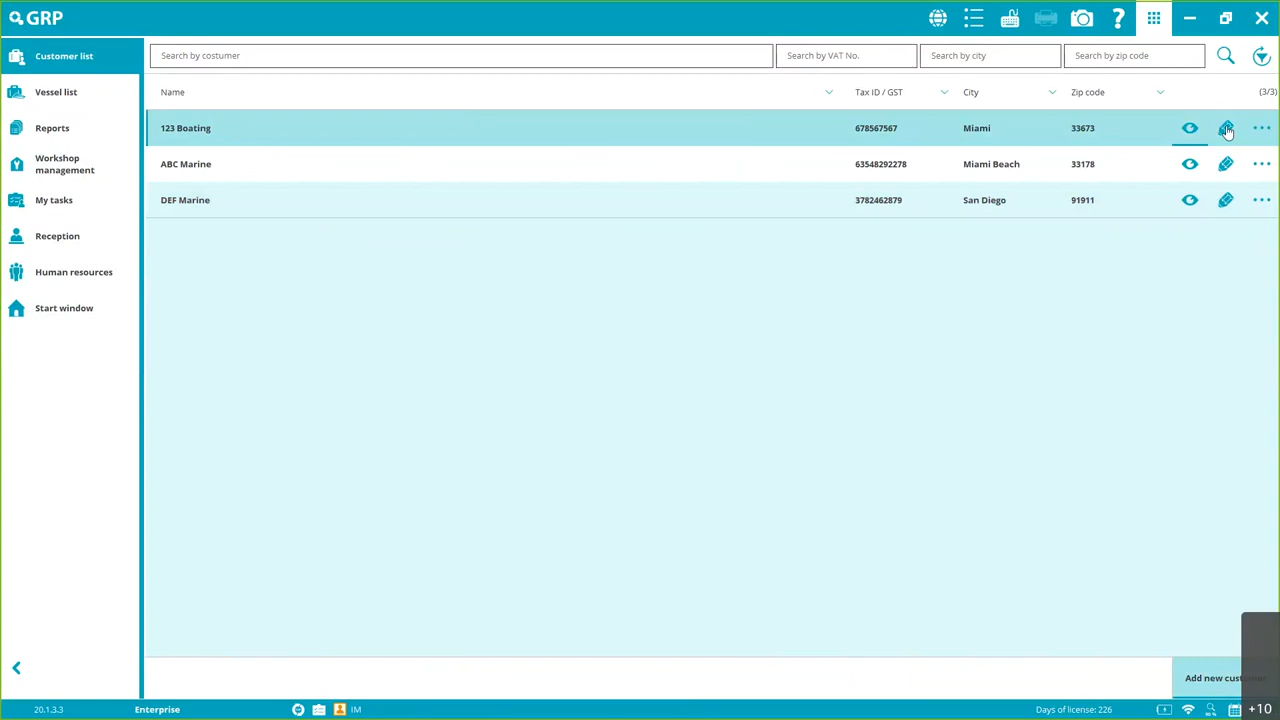 GRP
Customer list
Search by costumer
Search by VAT No.
Search by city
Search by zip code
Vessel list
Name
Tax ID / GST
City
Zip code
(3/3)
Reports
123 Boating
678567567
Miami
33673
Workshop
management
ABC Marine
63548292278
Miami Beach
33178
My tasks
DEF Marine
3782462879
San Diego
91911
Reception
Human resources
Start window
Add new
20.1.3.3
Enterprise
IM
Days of license: 226
+10